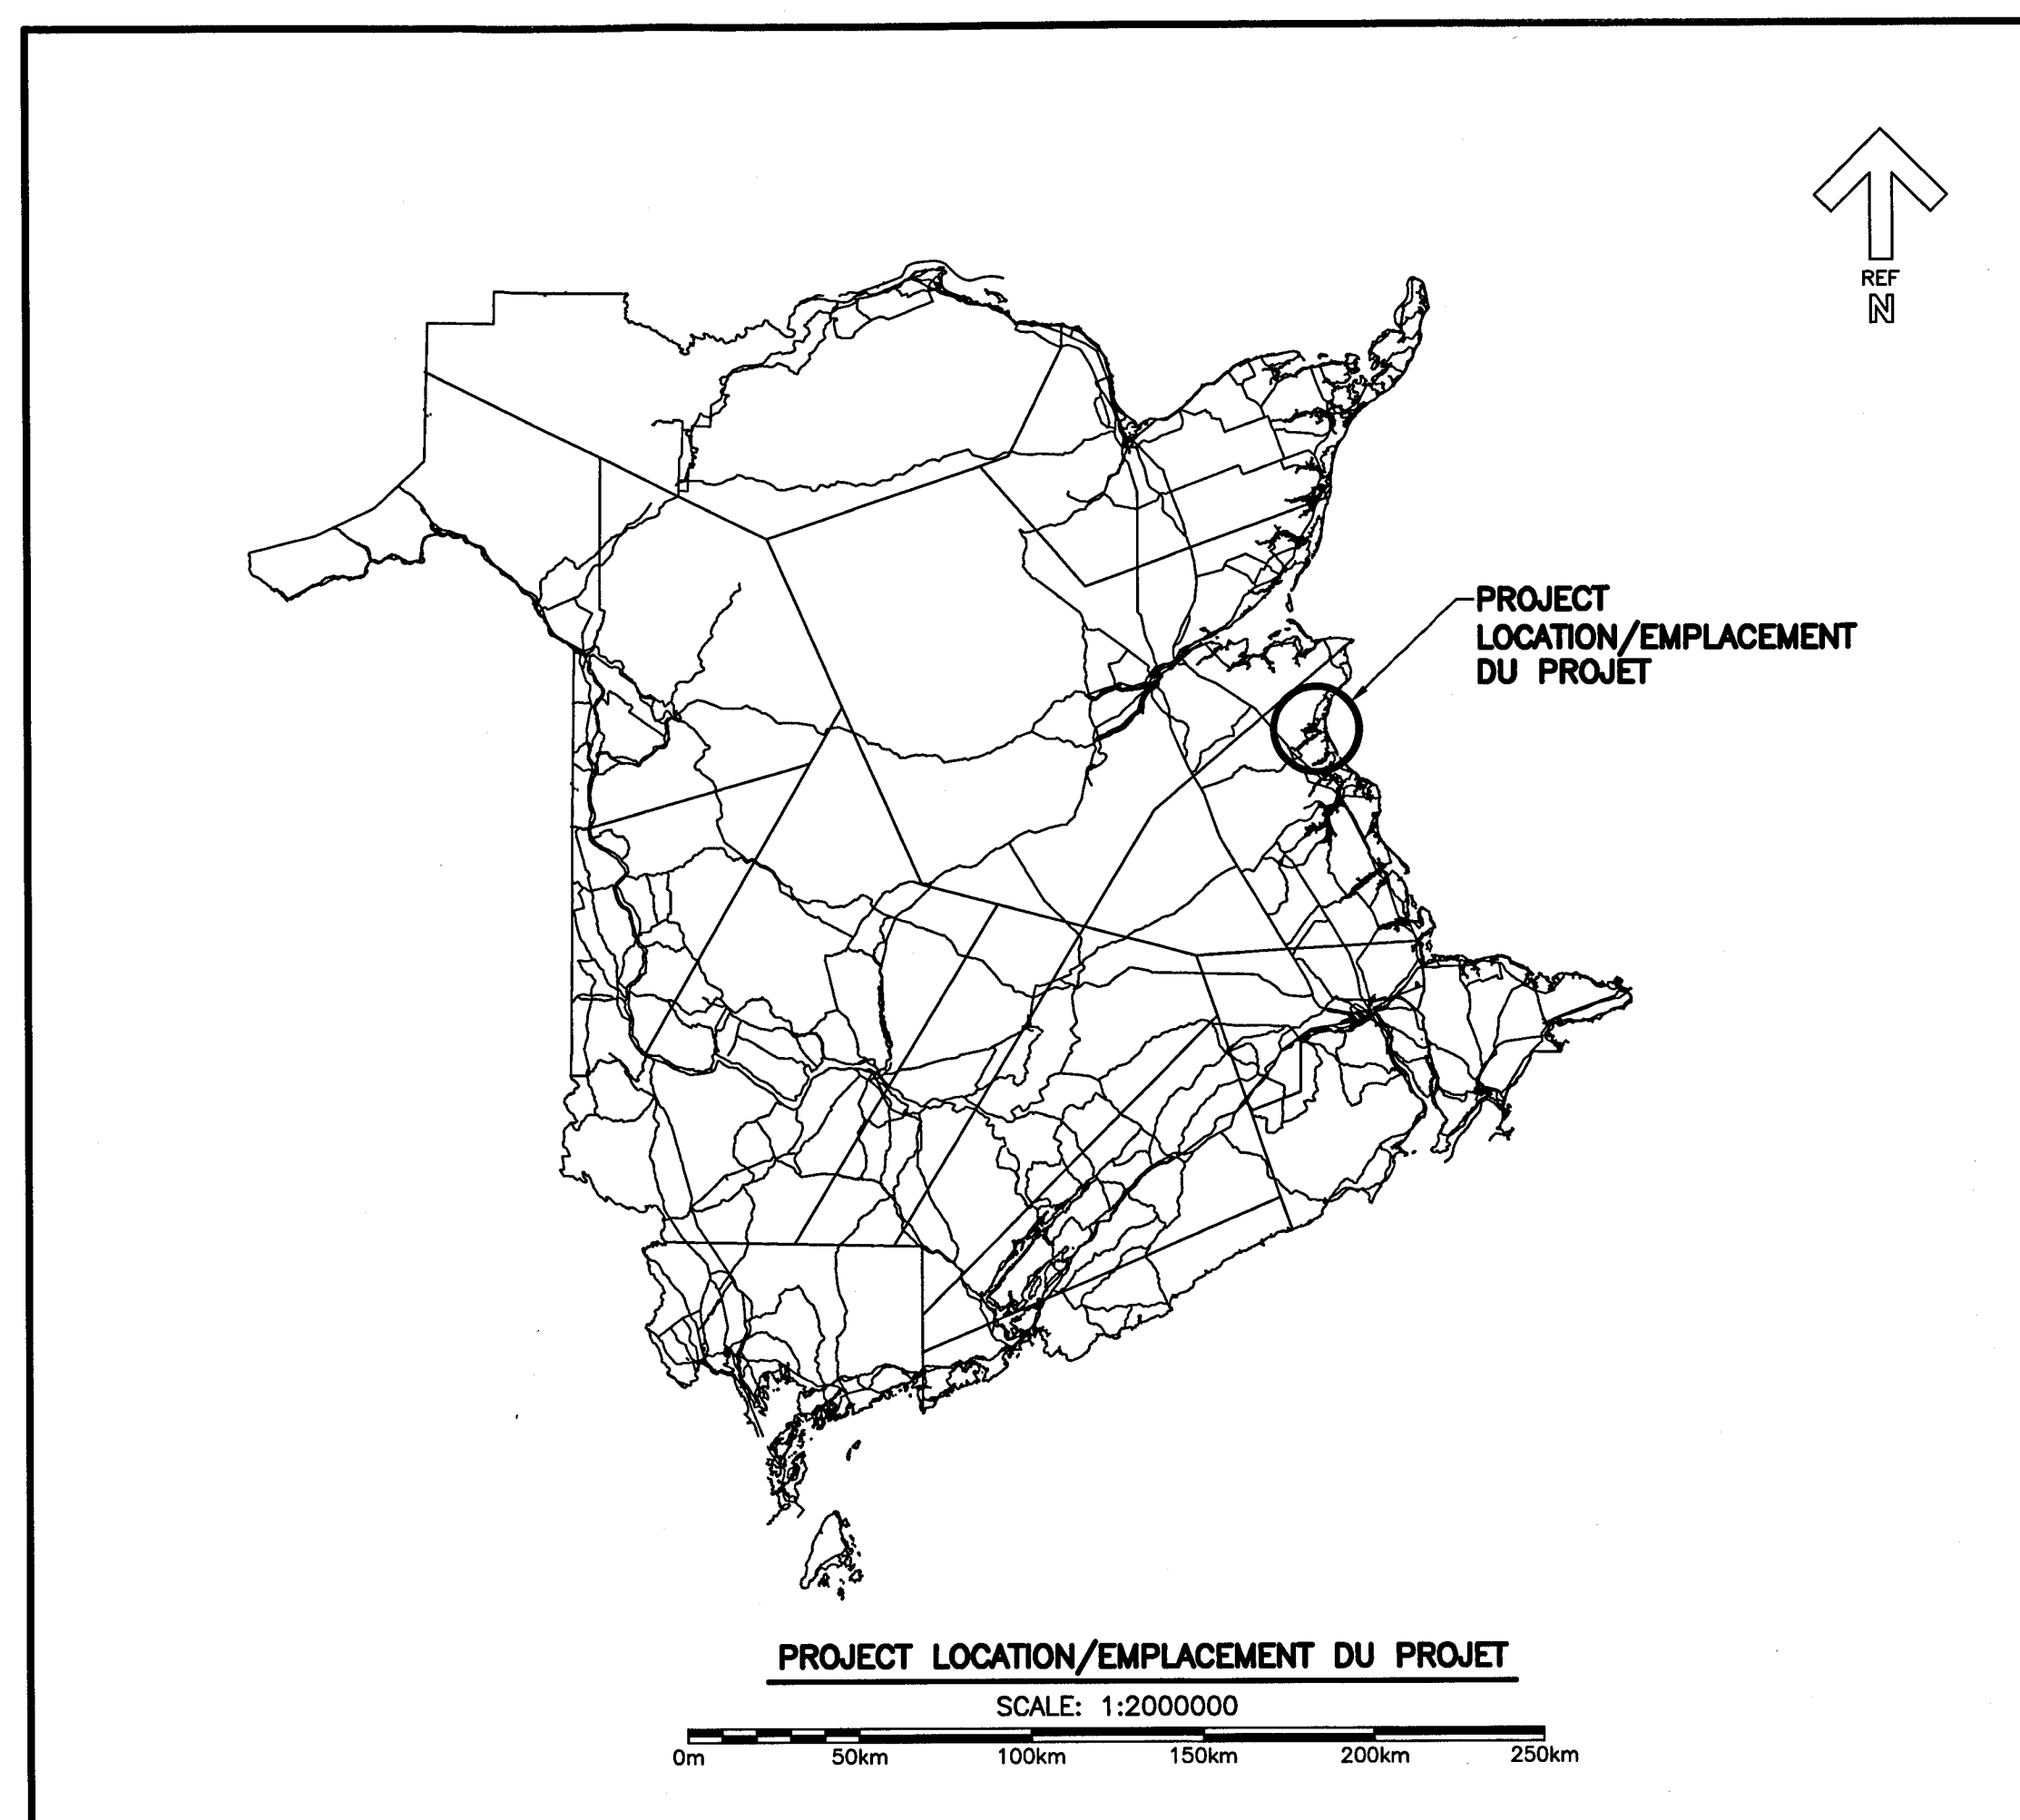 REF
N
PROJECT
LOCATION/EMPLACEMENT
DU PROJET
PROJECT LOCATION/EMPLACEMENT DU PROJET
SCALE: 1:2000000
0m 50km 100km 150km 200km 250km